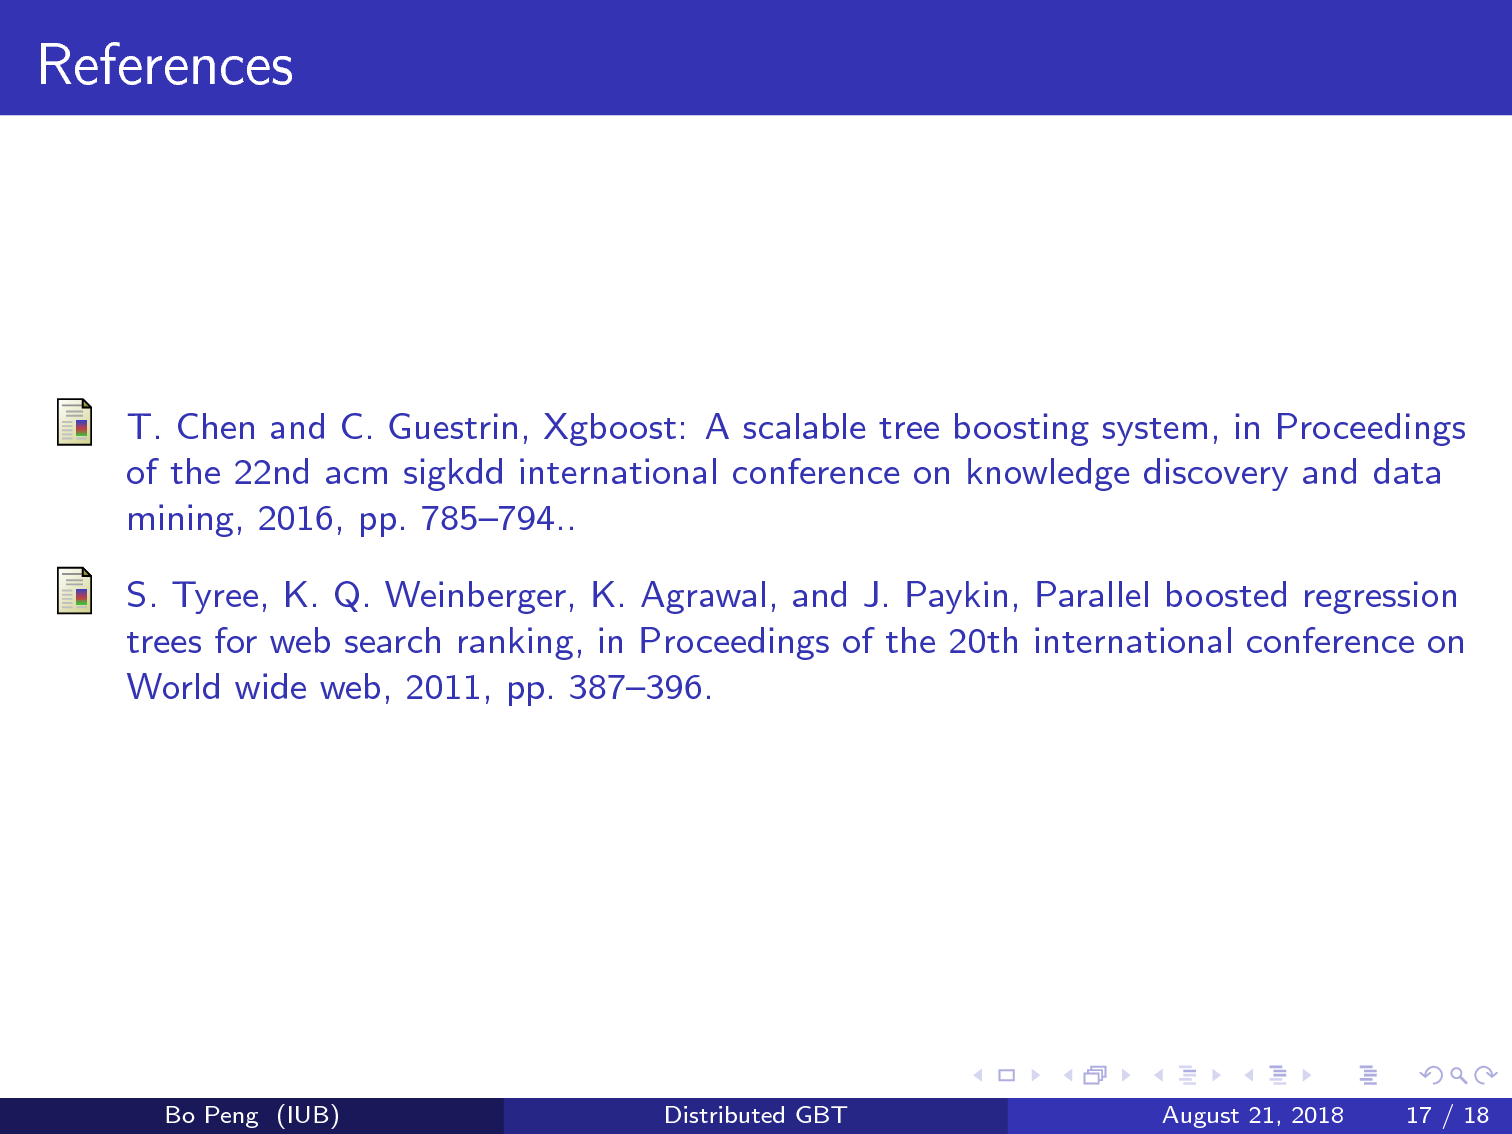 References
T. Chen and C. Guestrin, Xgboost: A scalable tree boosting system, in Proceedings
of the 22nd acm sigkdd international conference on knowledge discovery and data
mining, 2016, pp. 785–794..
S. Tyree, K. Q. Weinberger, K. Agrawal, and J. Paykin, Parallel boosted regression
trees for web search ranking, in Proceedings of the 20th international conference on
World wide web, 2011, pp. 387–396.
Bo Peng (IUB) Distributed GBT August 21, 2018 17 / 18